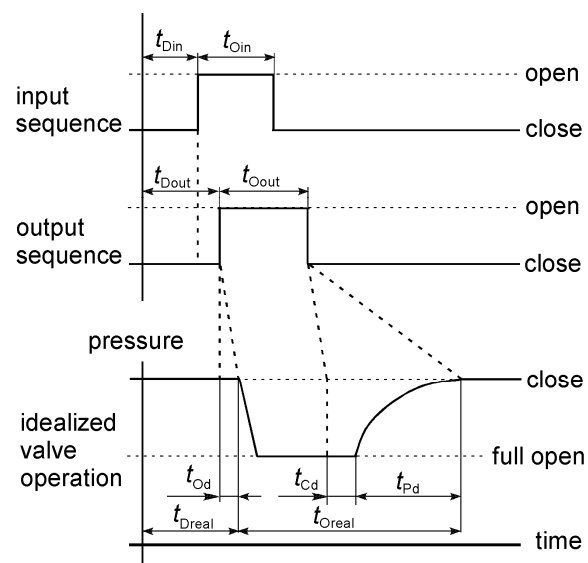 tDin tOin
open
input
sequence
close
tDout tOout
open
output
sequence
close
pressure
close
idealized
valve
operation
full open
tOd tCd tPd
tDreal tOreal
time